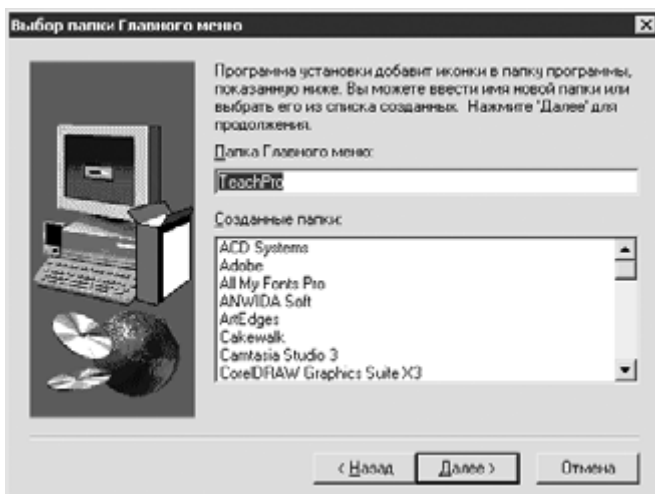 Выбор папки Главного меню
Программа установки добавит иконки в папку программы,
показанную ниже. Вы можете ввести имя новой папки или
выбрать его из списка созданных. Нажмите "Далее" для
продолжения.
Папка Главного меню:
TeachPro
Созданные папки:
ACD Systems
Adobe
All My Fonts Pro
ANWIDA Soft
ArtEdges
Cakewalk
Camtasia Studio 3
CorelDRAW Graphics Suite X3
< Назад
Далее >
Отмена